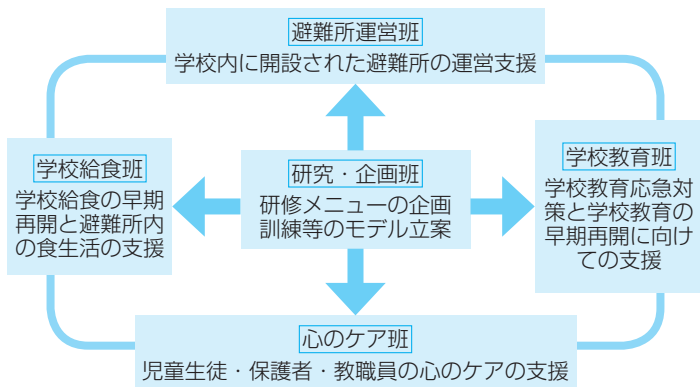 避難所運営班
学校内に開設された避難所の運営支援
学校給食班
学校給食の早期
再開と避難所内
の食生活の支援
研究・企画班
研修メニューの企画
訓練等のモデル立案
学校教育班
学校教育応急対
策と学校教育の
早期再開に向け
ての支援
心のケア班
児童生徒・保護者・教職員の心のケアの支援